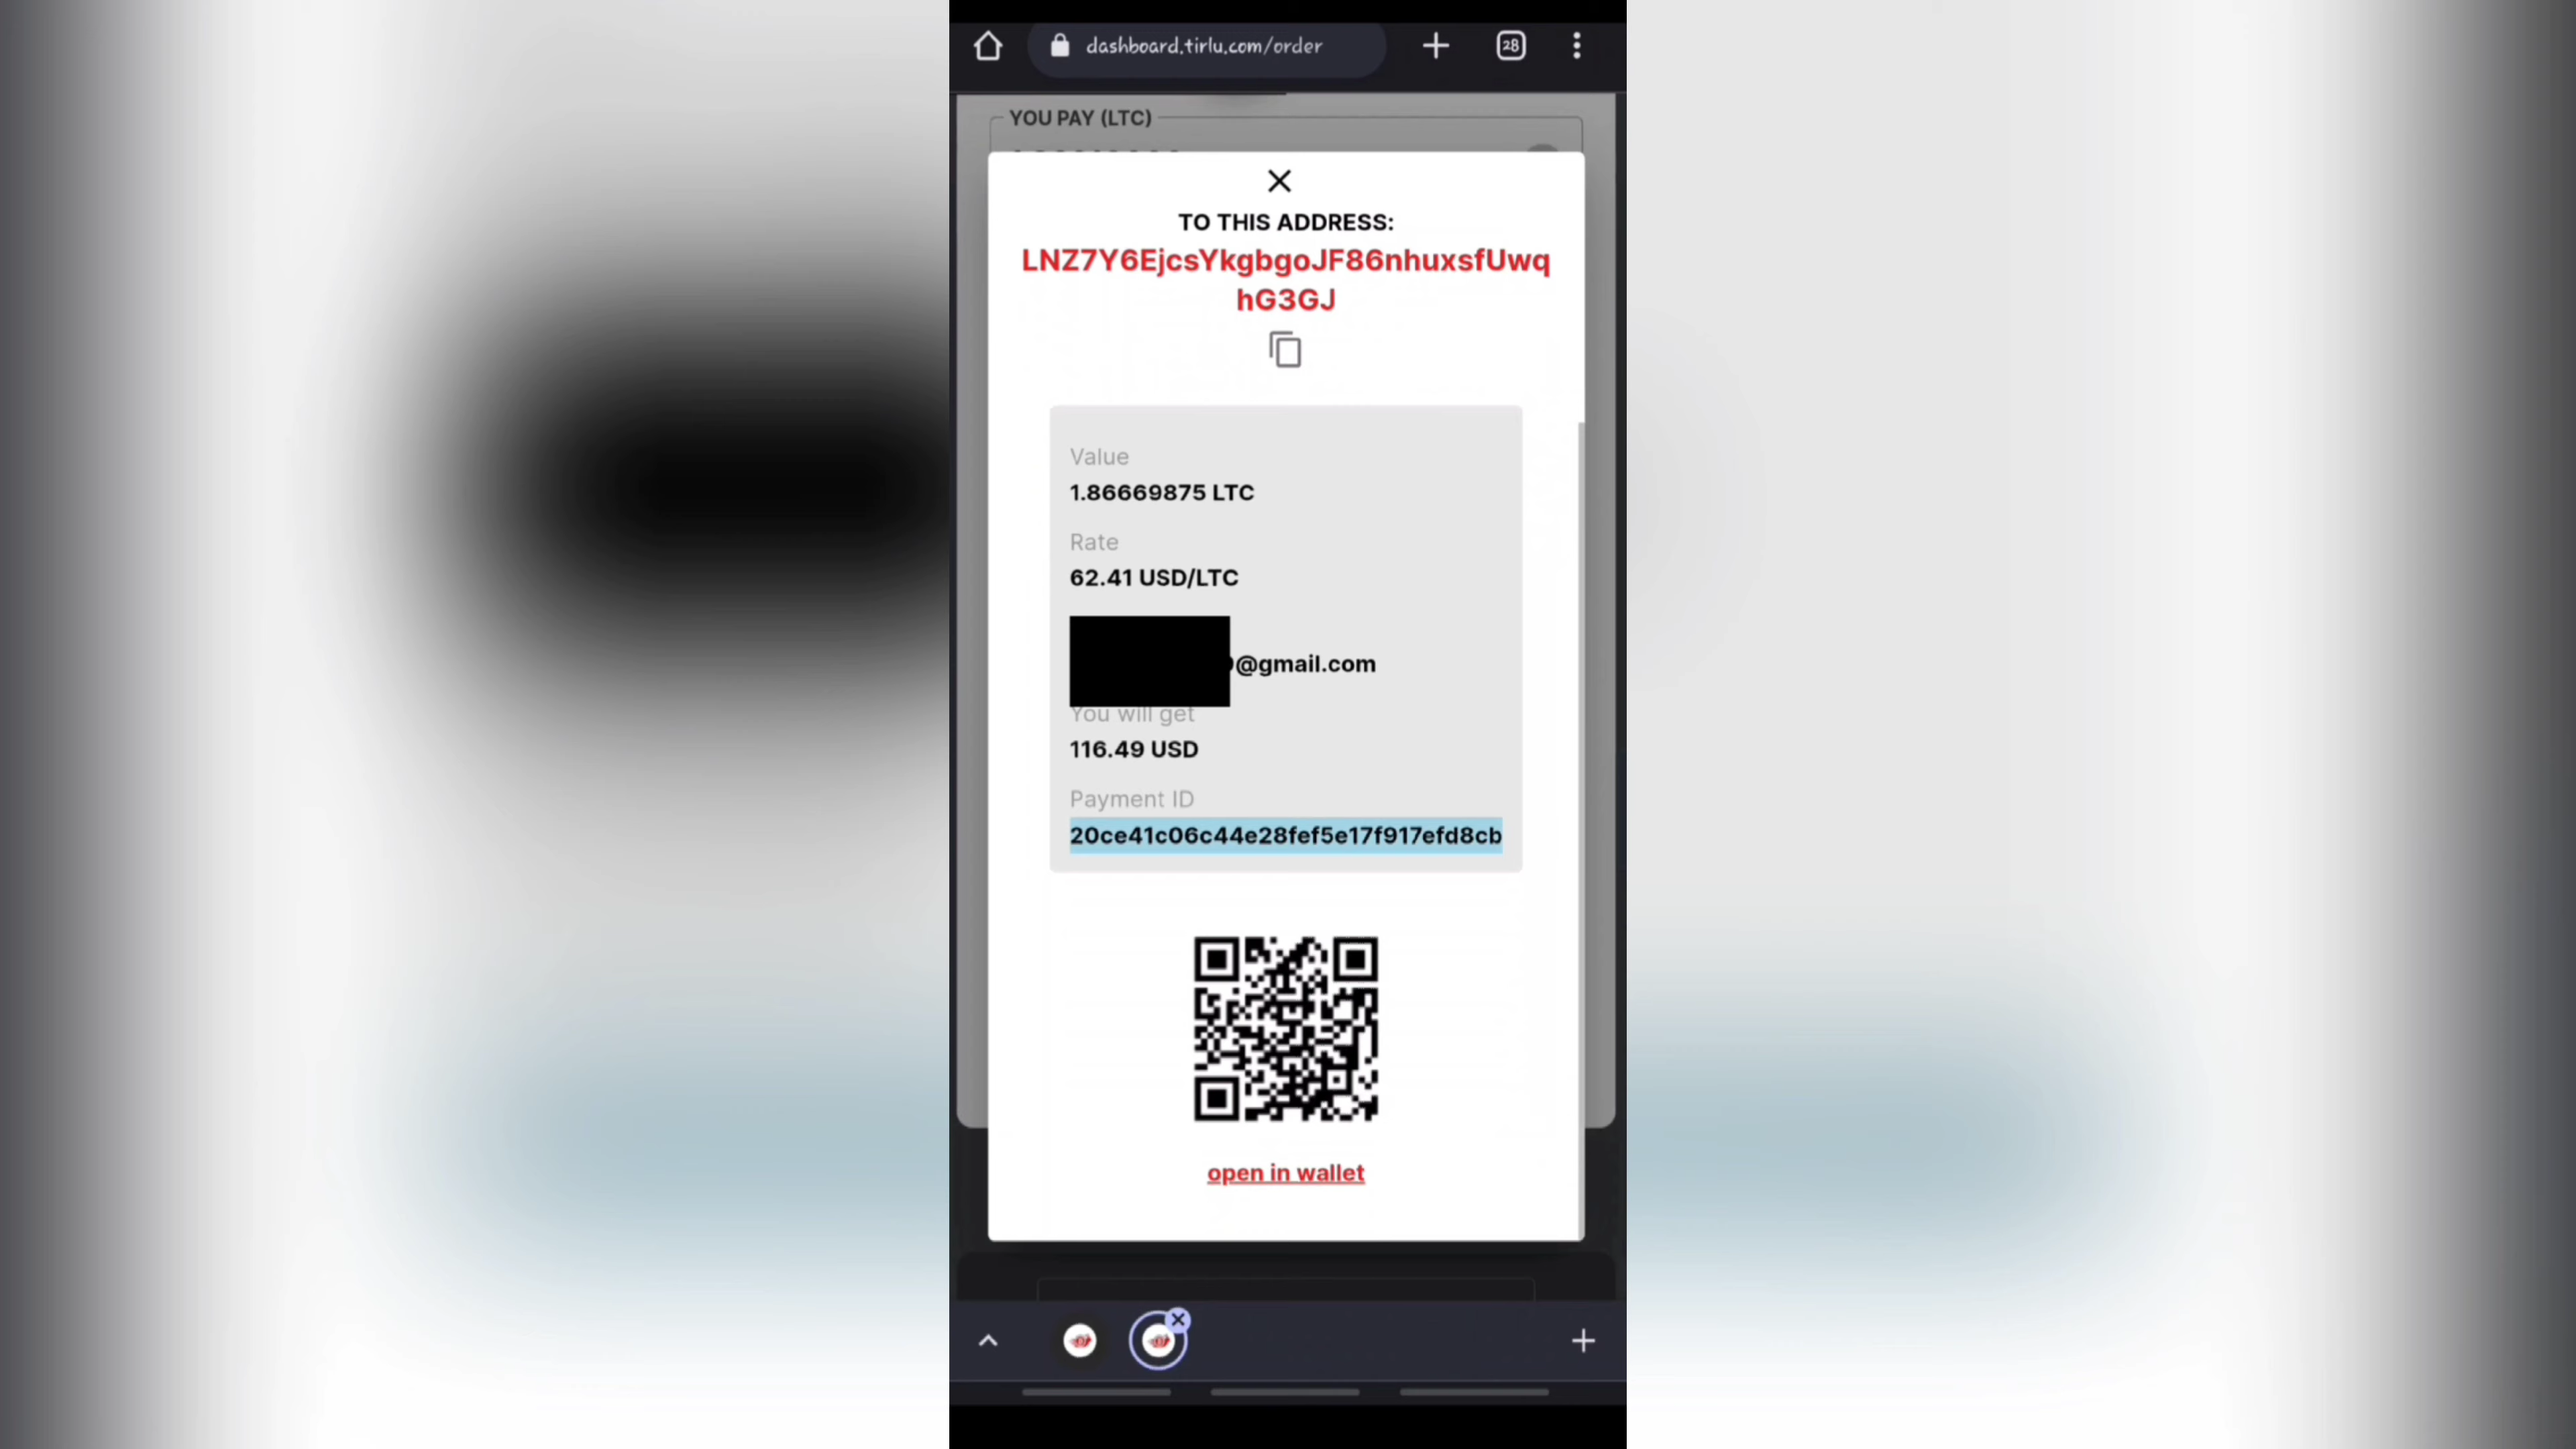 dashboard.tirlu.com/order
28
YOU PAY (LTC)
TO THIS ADDRESS:
LNZ7Y6EjcsYkgbgoJF86nhuxsfUwq
hG3GJ
Value
1.86669875 LTC
Rate
62.41 USD/LTC
@gmail.com
You will get
116.49 USD
Payment ID
20ce41c06c44e28fef5e17f917efd8cb
open in wallet